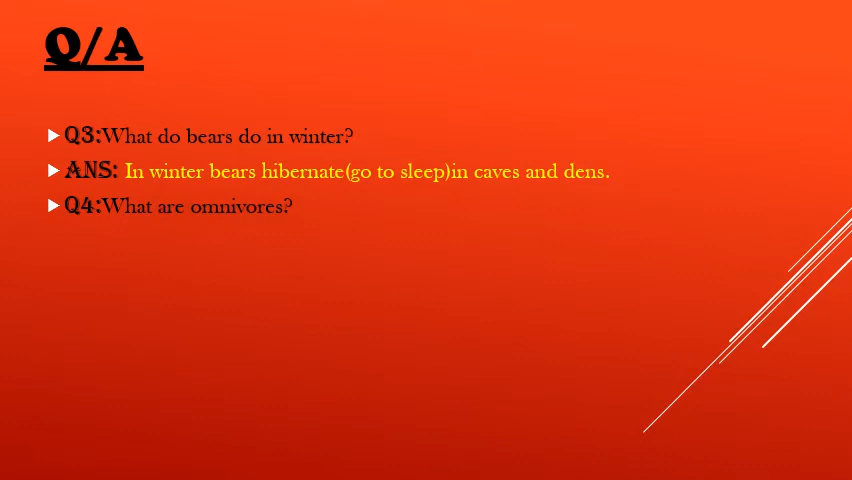 Q/A
Q3:What do bears do in winter?
ANS: In winter bears hibernate(go to sleep)in caves and dens.
Q4:What are omnivores?